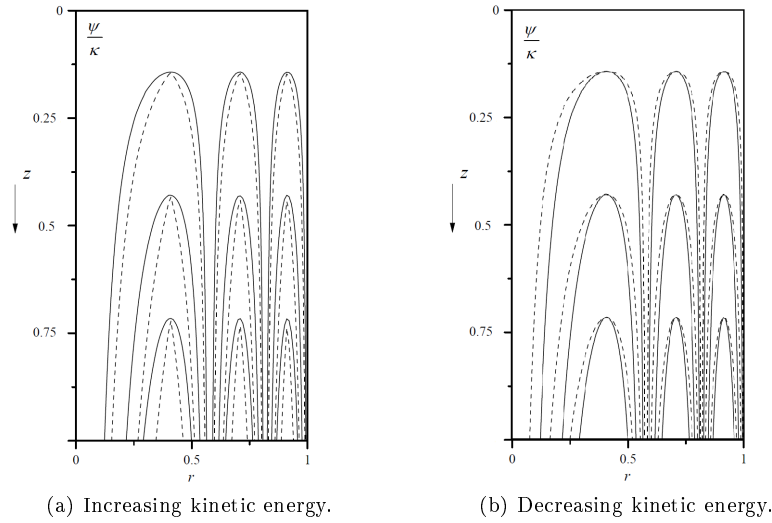 0
ψ
κ
0.25
z
0.5
0.75
0
0.5
1
r
(a) Increasing kinetic energy.
0
ψ
κ
0.25
z
0.5
0.75
0
0.5
1
r
(b) Decreasing kinetic energy.